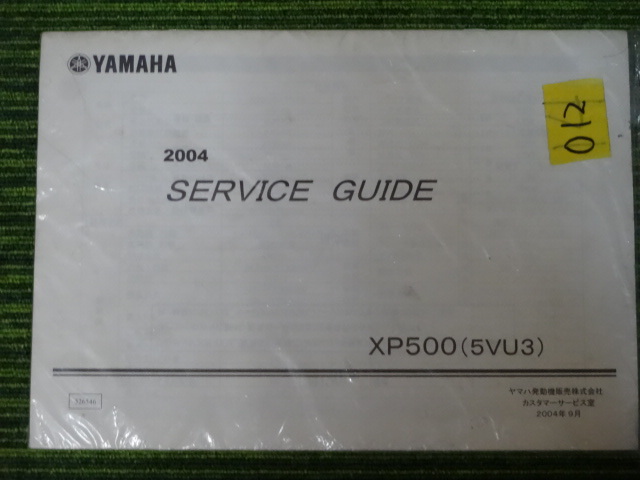 YAMAHA
012
2004
SERVICE GUIDE
XP500(5VU3)
ヤマハ発動機販売株式会社
カスタマーサービス室
2004年9月